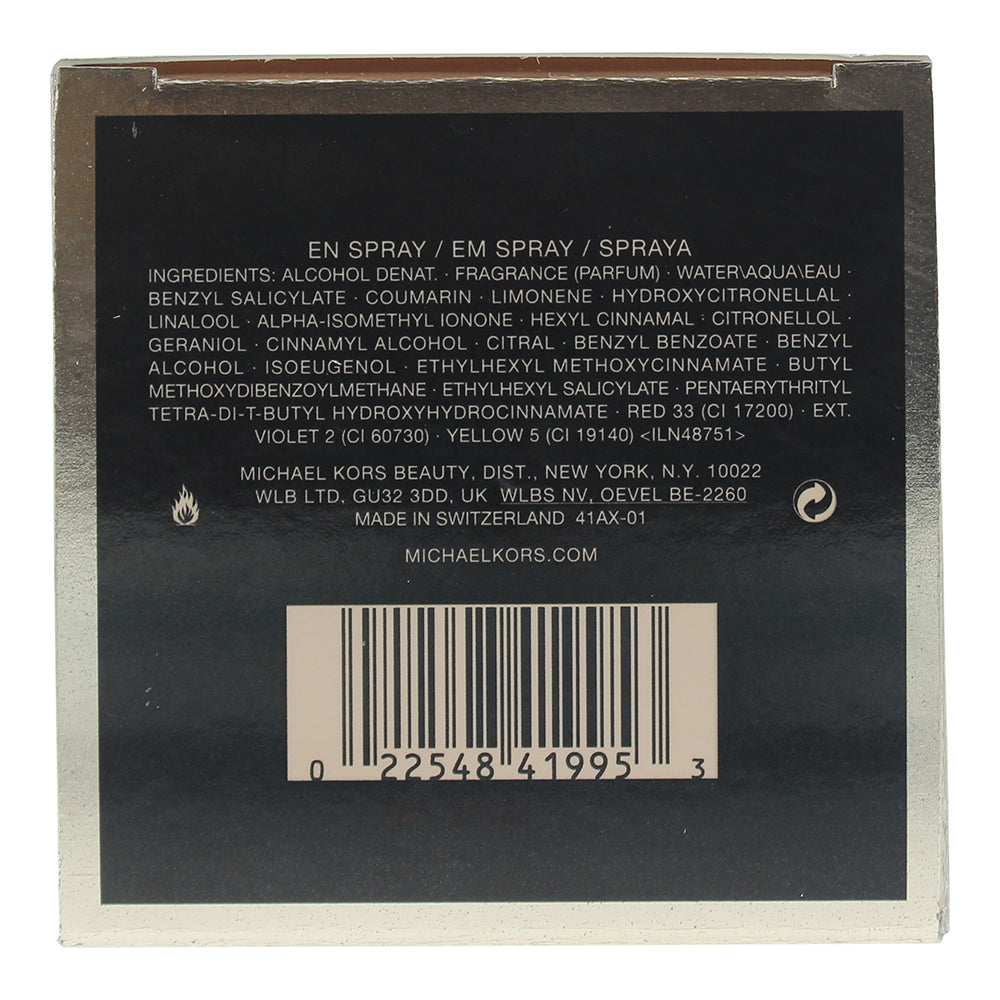 EN SPRAY / EM SPRAY / SPRAYA
INGREDIENTS: ALCOHOL DENAT. · FRAGRANCE (PARFUM) · WATER\AQUA\EAU ·
BENZYL SALICYLATE · COUMARIN · LIMONENE · HYDROXYCITRONELLAL ·
LINALOOL · ALPHA-ISOMETHYL IONONE · HEXYL CINNAMAL · CITRONELLOL ·
GERANIOL · CINNAMYL ALCOHOL · CITRAL · BENZYL BENZOATE · BENZYL
ALCOHOL · ISOEUGENOL · ETHYLHEXYL METHOXYCINNAMATE · BUTYL
METHOXYDIBENZOYLMETHANE · ETHYLHEXYL SALICYLATE · PENTAERYTHRITYL
TETRA-DI-T-BUTYL HYDROXYHYDROCINNAMATE · RED 33 (CI 17200) · EXT.
VIOLET 2 (CI 60730) · YELLOW 5 (CI 19140) <ILN48751>
MICHAEL KORS BEAUTY, DIST., NEW YORK, N.Y. 10022
WLB LTD, GU32 3DD, UK WLBS NV, OEVEL BE-2260
MADE IN SWITZERLAND 41AX-01
MICHAELKORS.COM
0 22548 41995 3